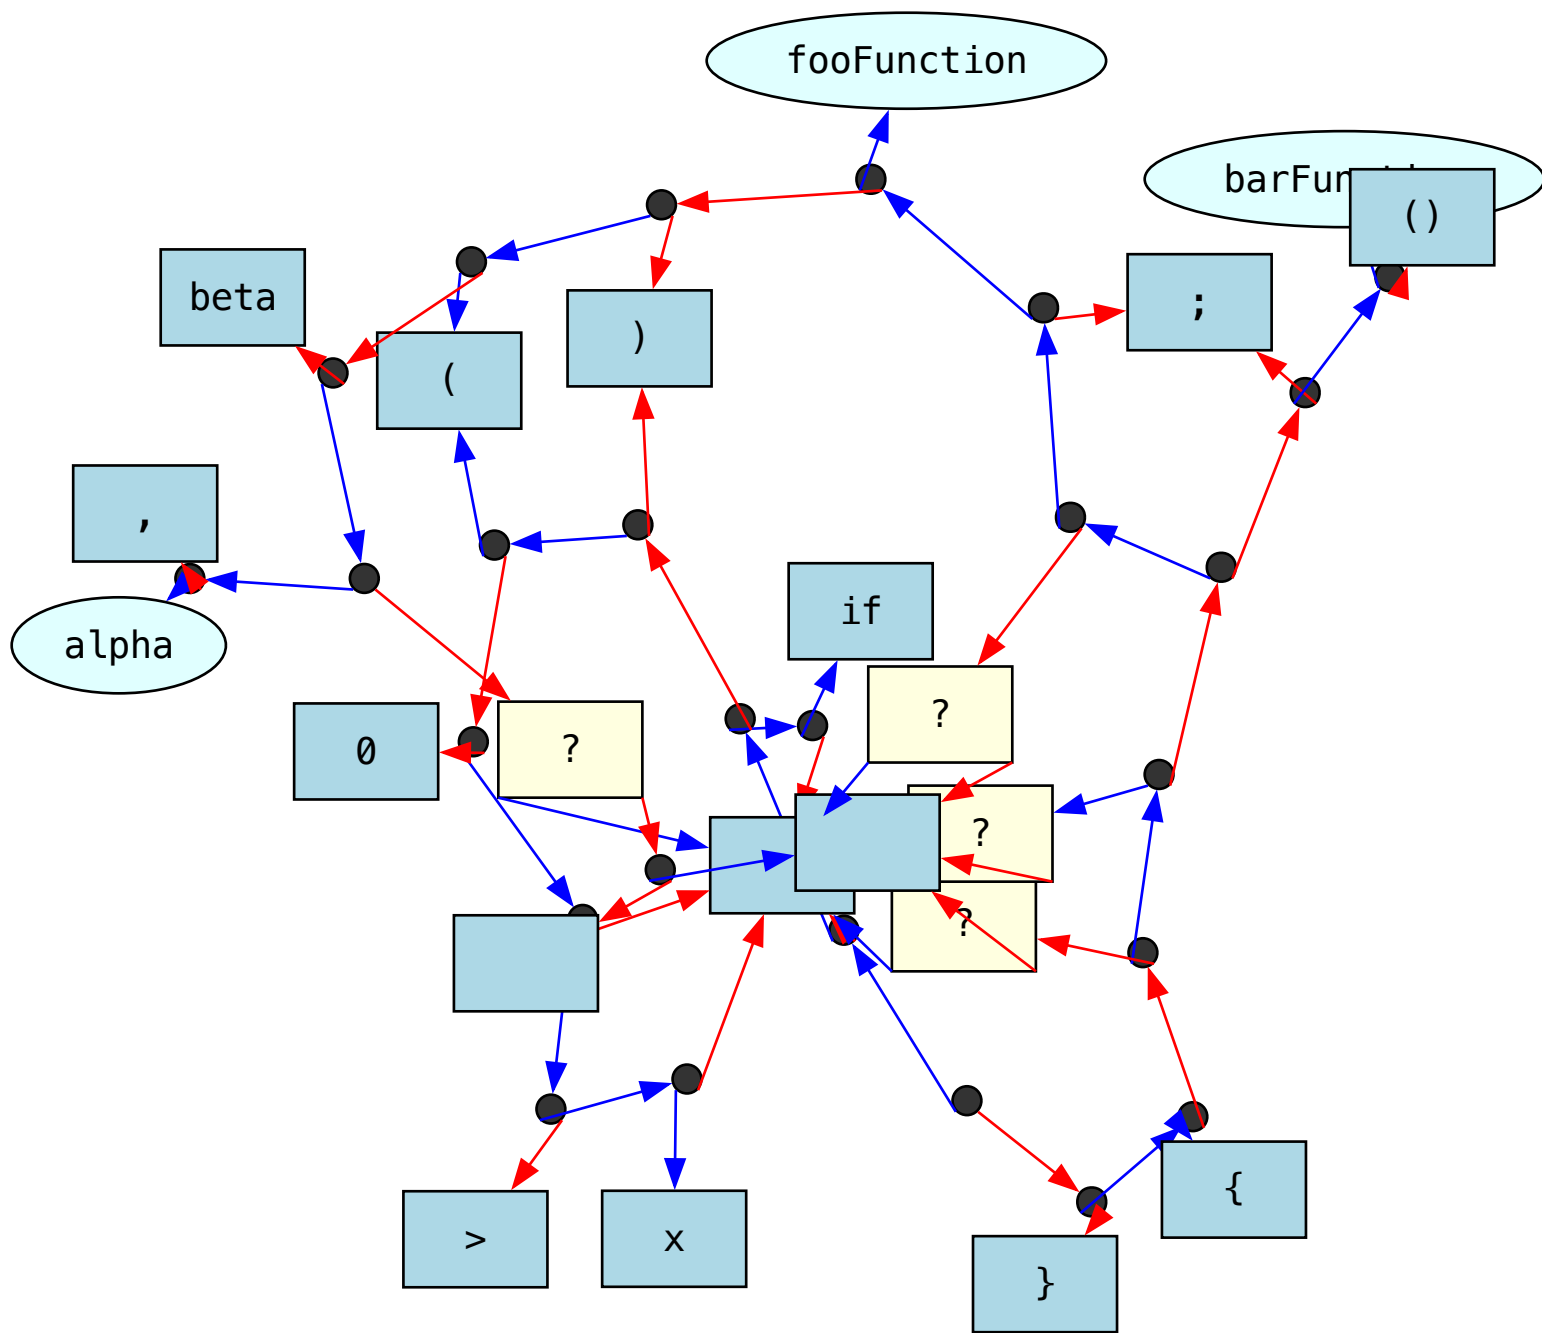 fooFunction
barFun
()
beta
;
)
(
,
if
alpha
?
0
?
?
?
{
>
x
}